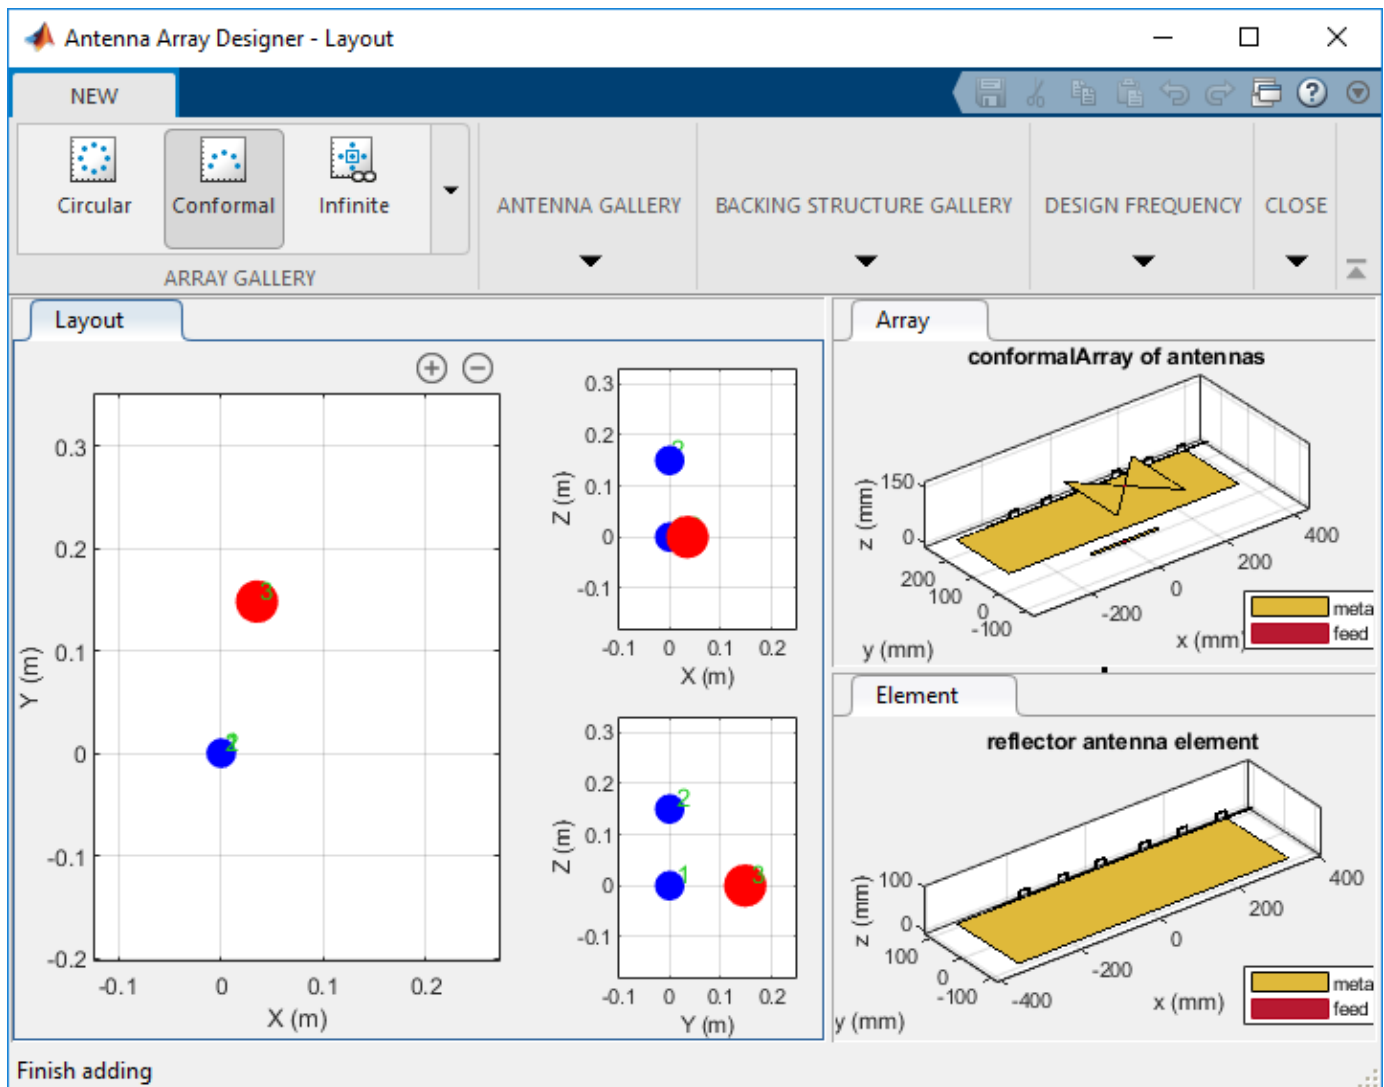 Antenna Array Designer - Layout
NEW
Circular
Conformal
Infinite
ARRAY GALLERY
ANTENNA GALLERY
BACKING STRUCTURE GALLERY
DESIGN FREQUENCY
CLOSE
Layout
0.3
0.2
0.1
0
-0.1
-0.2
Y (m)
3
-0.1
0
0.1
0.2
X (m)
0.3
0.2
0.1
0
-0.1
Z (m)
2
-0.1
0
0.1
0.2
X (m)
0.3
0.2
0.1
0
-0.1
Z (m)
2
1
3
-0.1
0
0.1
0.2
Y (m)
Array
conformalArray of antennas
150
0
z (mm)
200
100
0
-100
y (mm)
-200
0
200
400
x (mm)
meta
feed
Element
reflector antenna element
100
0
z (mm)
100
0
-100
y (mm)
-400
-200
0
200
400
x (mm)
meta
feed
Finish adding